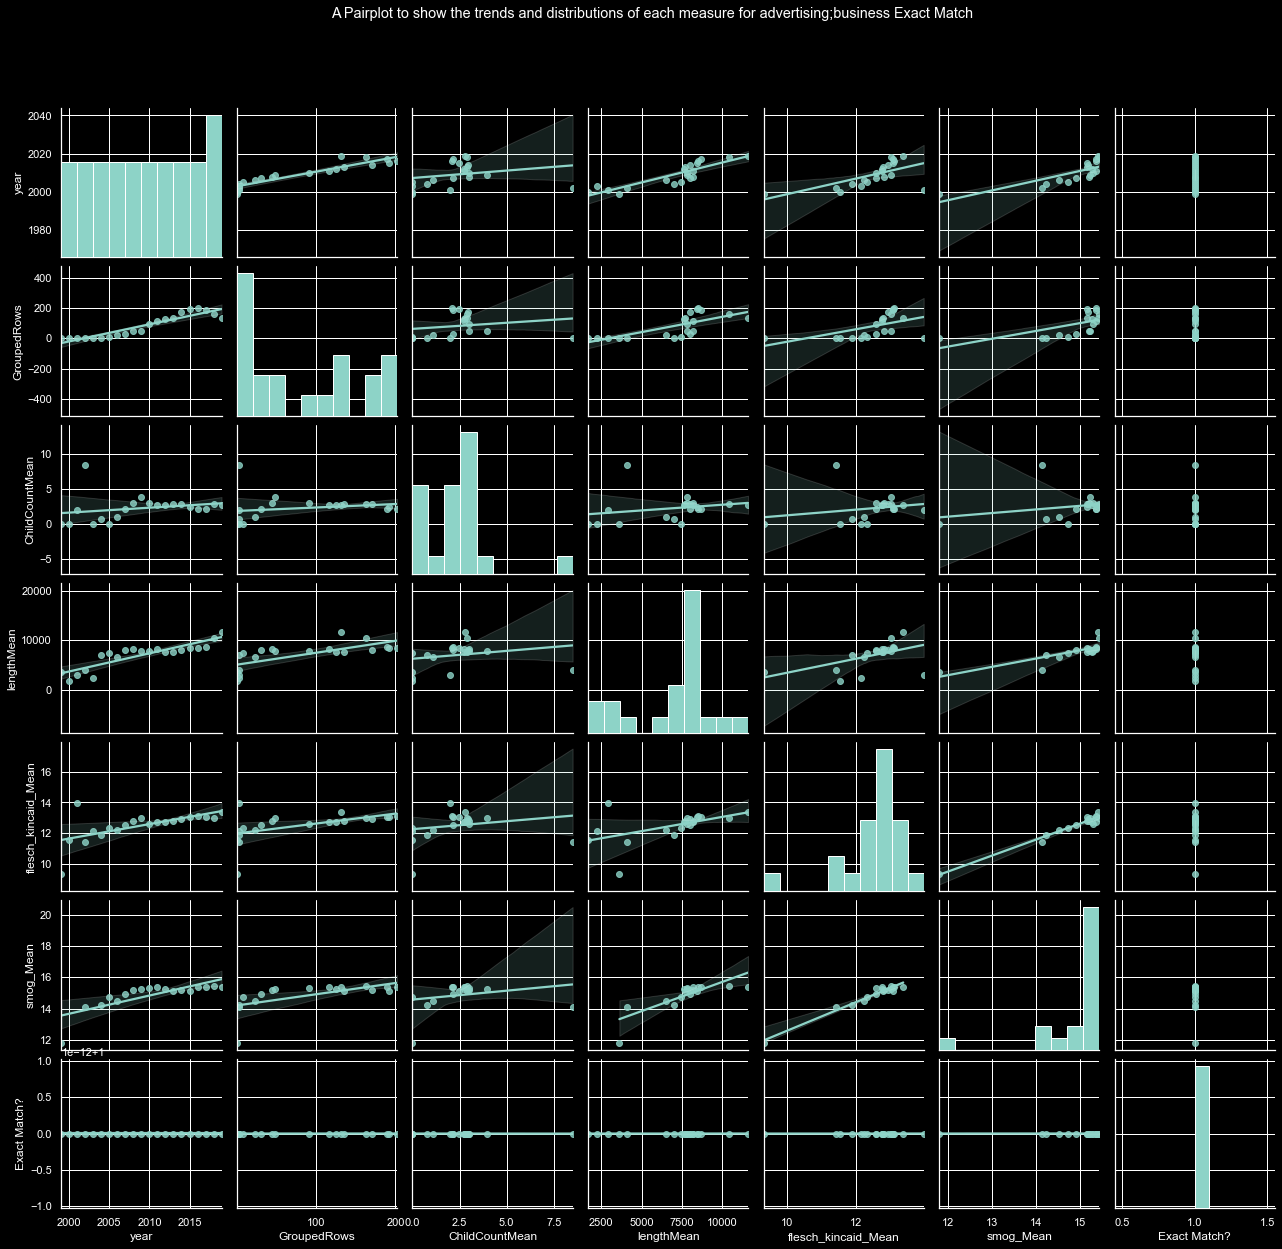 A Pairplot to show the trends and distributions of each measure for advertising;business Exact Match
2040
2020
2000
1980
year
400
200
0
−200
−400
GroupedRows
10
5
0
−5
ChildCountMean
20000
10000
0
lengthMean
16
14
12
10
flesch_kincaid_Mean
20
18
16
14
12
smog_Mean
1e−12+1
1.0
0.5
0.0
−0.5
−1.0
Exact Match?
2000 2005 2010 2015
100 200
0.0 2.5 5.0 7.5
2500 5000 7500 10000
10 12
12 13 14 15
0.5 1.0 1.5
year GroupedRows ChildCountMean lengthMean flesch_kincaid_Mean smog_Mean Exact Match?